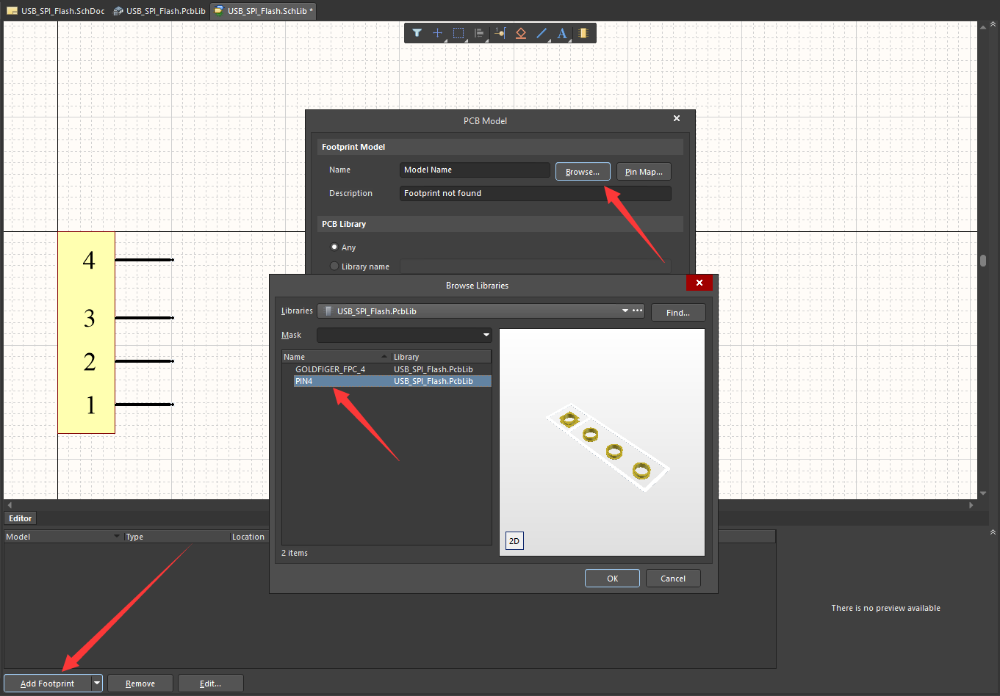 USB_SPI_Flash.SchDoc USB_SPI_Flash.PcbLib USB_SPI_Flash.SchLib *
A
PCB Model
Footprint Model
Name Model Name Browse... Pin Map...
Description Footprint not found
PCB Library
Any
Library name
4
3
2
1
Browse Libraries
Libraries USB_SPI_Flash.PcbLib Find...
Mask
Name Library
GOLDFIGER_FPC_4 USB_SPI_Flash.PcbLib
PIN4 USB_SPI_Flash.PcbLib
2D
2 items
OK Cancel
Editor
Model Type Location
There is no preview available
Add Footprint Remove Edit...